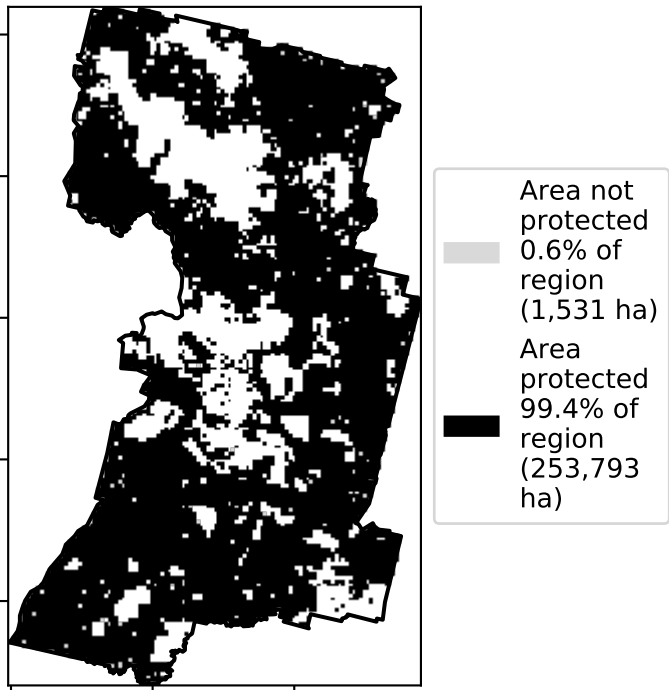 Area not
protected
0.6% of
region
(1,531 ha)
Area
protected
99.4% of
region
(253,793
ha)